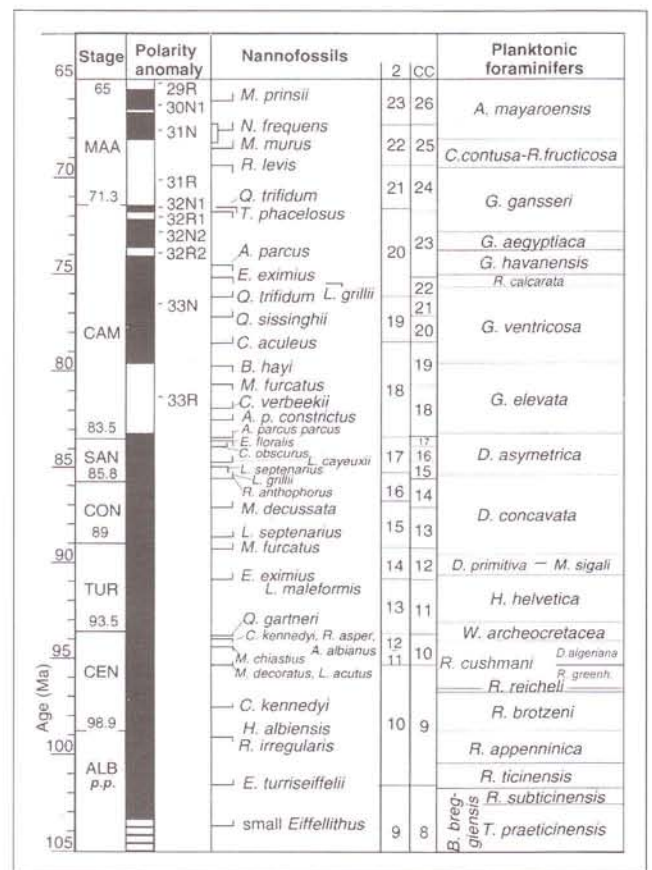 Stage
Polarity anomaly
Nannofossils
2
CC
Planktonic foraminifers
65
70
75
80
85
90
95
100
105
Age (Ma)
65
MAA
71.3
CAM
83.5
SAN
85.8
CON
89
TUR
93.5
CEN
98.9
ALB
p.p.
29R
30N1
31N
31R
32N1
32R1
32N2
32R2
33N
33R
M. prinsii
N. frequens
M. murus
R. levis
Q. trifidum
T. phacelosus
A. parcus
E. eximius
Q. trifidum L. grillii
Q. sissinghii
C. aculeus
B. hayi
M. furcatus
C. verbeekii
A. p. constrictus
A. parcus parcus
E. floralis
C. obscurus L. cayeuxii
L. septenarius
L. grillii
R. anthophorus
M. decussata
L. septenarius
M. furcatus
E. eximius
L. maleformis
Q. gartneri
C. kennedyi, R. asper,
A. albianus
M. chiastius
M. decoratus, L. acutus
C. kennedyi
H. albiensis
R. irregularis
E. turriseiffelii
small Eiffellithus
23
22
21
20
19
18
17
16
15
14
13
12
11
10
9
26
25
24
23
22
21
20
19
18
17
16
15
14
13
12
11
10
9
8
A. mayaroensis
C.contusa-R.fructicosa
G. gansseri
G. aegyptiaca
G. havanensis
R. calcarata
G. ventricosa
G. elevata
D. asymetrica
D. concavata
D. primitiva — M. sigali
H. helvetica
W. archeocretacea
R. cushmani
D.algeriana
R. greenh.
R. reicheli
R. brotzeni
R. appenninica
R. ticinensis
B. breggiensis
R. subticinensis
T. praeticinensis